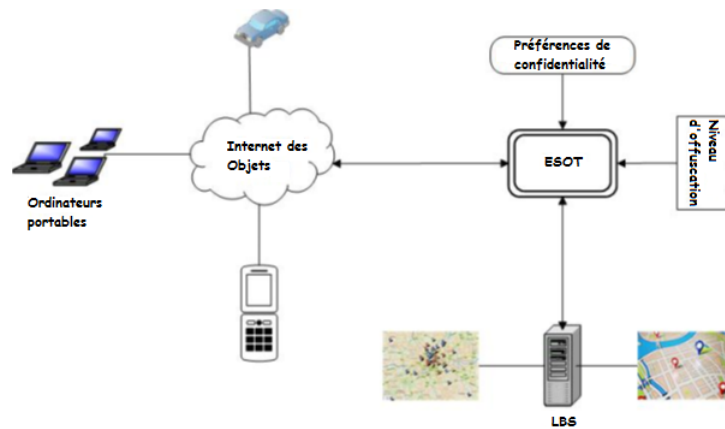 Préférences de
confidentialité
Internet des
Objets
ESOT
Niveau
d'offuscation
Ordinateurs
portables
LBS